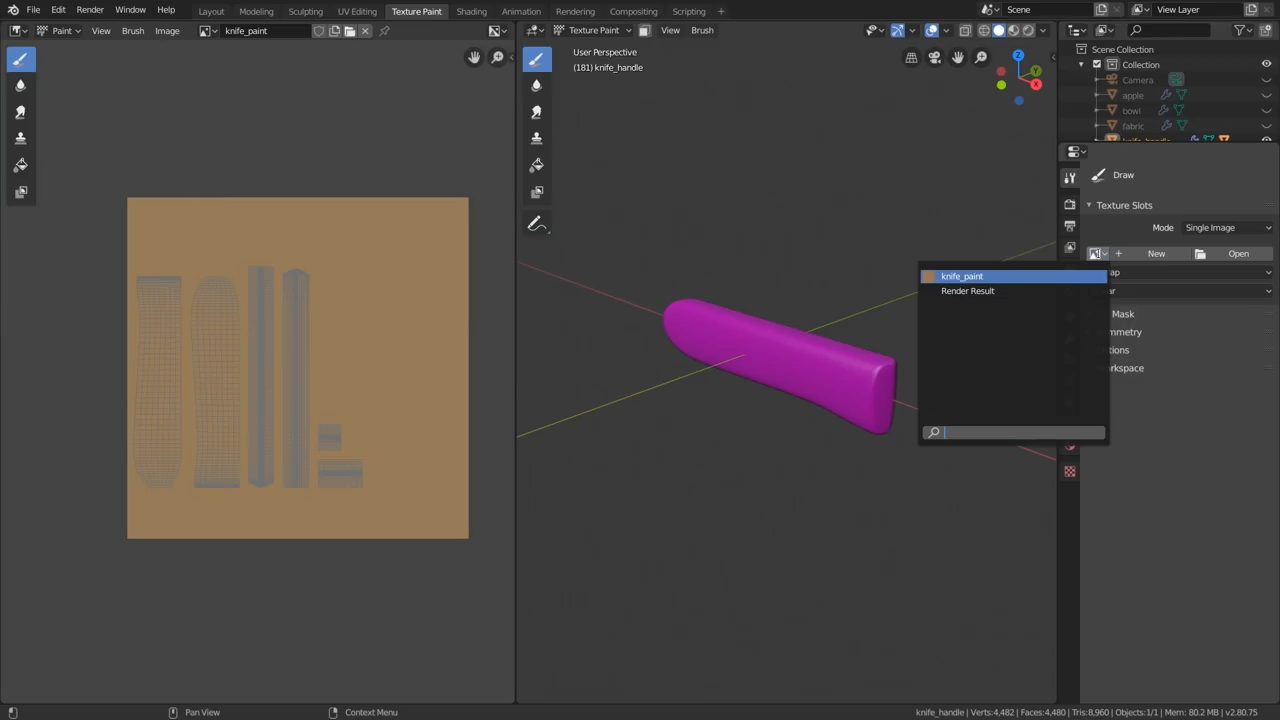 File Edit Render Window Help Layout Modeling Sculpting UV Editing Texture Paint Shading Animation Rendering Compositing Scripting + Scene View Layer
Paint View Brush Image knife_paint
Texture Paint View Brush
User Perspective
(181) knife_handle
Z
Y
X
Scene Collection
Collection
Camera
apple
bowl
fabric
Draw
Texture Slots
Mode Single Image
New Open
knife_paint
Render Result
ap
ar
Mask
mmetry
tions
orkspace
Pan View Context Menu knife_handle | Verts:4,482 | Faces:4,480 | Tris:8,960 | Objects:1/1 | Mem: 80.2 MB | v2.80.75